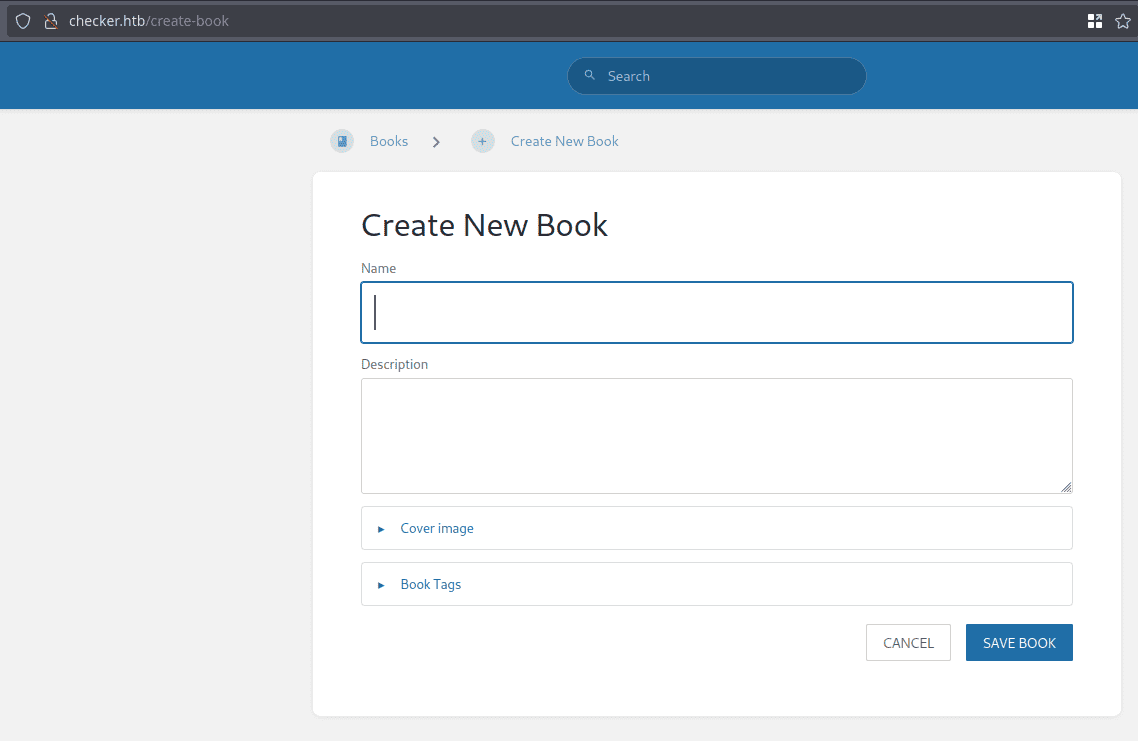 checker.htb/create-book
Search
Books
Create New Book
Create New Book
Name
Description
Cover image
Book Tags
CANCEL
SAVE BOOK